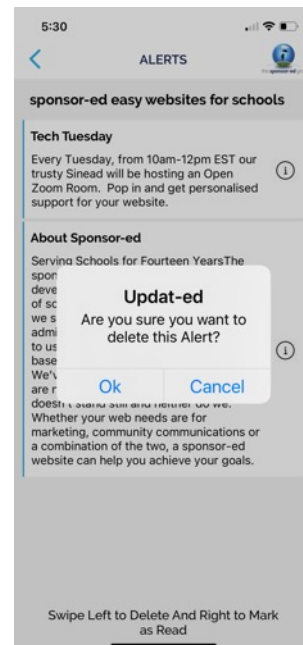 5:30
ALERTS
sponsor-ed easy websites for schools
Tech Tuesday
Every Tuesday, from 10am-12pm EST our
trusty Sinead will be hosting an Open
Zoom Room. Pop in and get personalised
support for your website.
About Sponsor-ed
Serving Schools for Fourteen YearsThe
spon
deve
of sc
we s
admi
to us
base
We'v
are r
doesn't stand still and neither do we.
Whether your web needs are for
marketing, community communications or
a combination of the two, a sponsor-ed
website can help you achieve your goals.
Updat-ed
Are you sure you want to
delete this Alert?
Ok Cancel
Swipe Left to Delete And Right to Mark
as Read